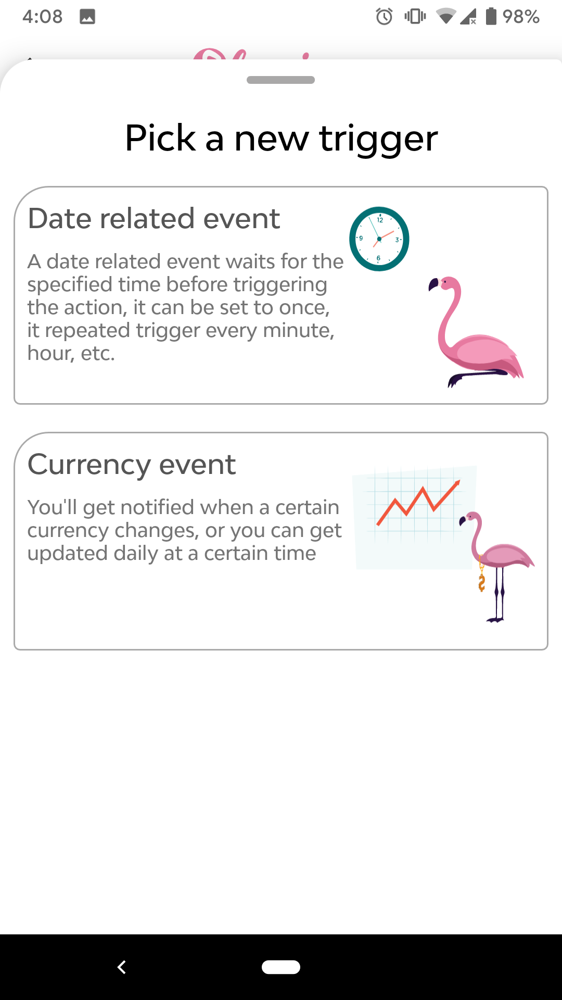 4:08
98%
Pick a new trigger
Date related event
A date related event waits for the
specified time before triggering
the action, it can be set to once,
it repeated trigger every minute,
hour, etc.
12
9
3
6
Currency event
You'll get notified when a certain
currency changes, or you can get
updated daily at a certain time
$